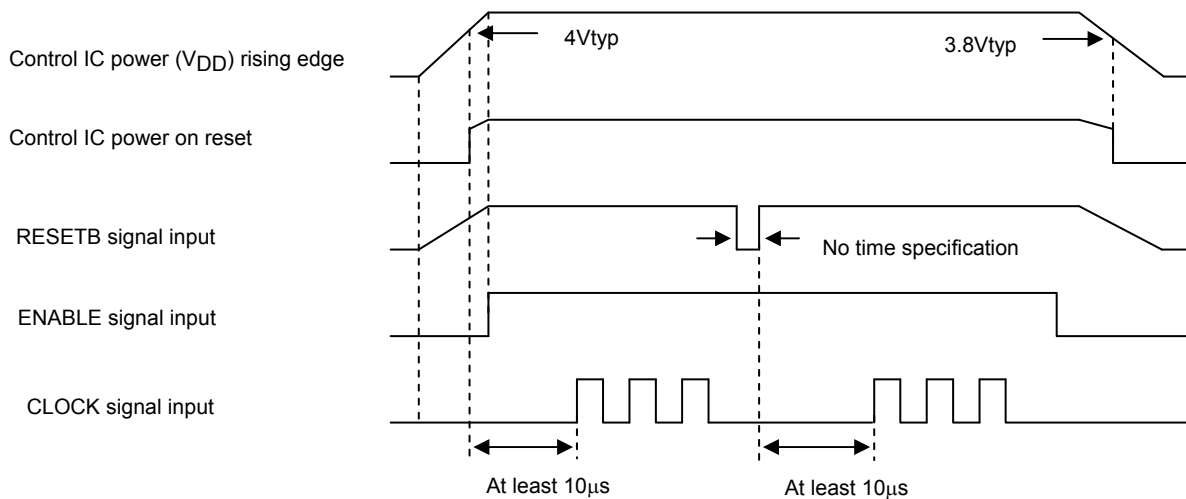 4Vtyp
3.8Vtyp
Control IC power (VDD) rising edge
Control IC power on reset
RESETB signal input
No time specification
ENABLE signal input
CLOCK signal input
At least 10μs
At least 10μs